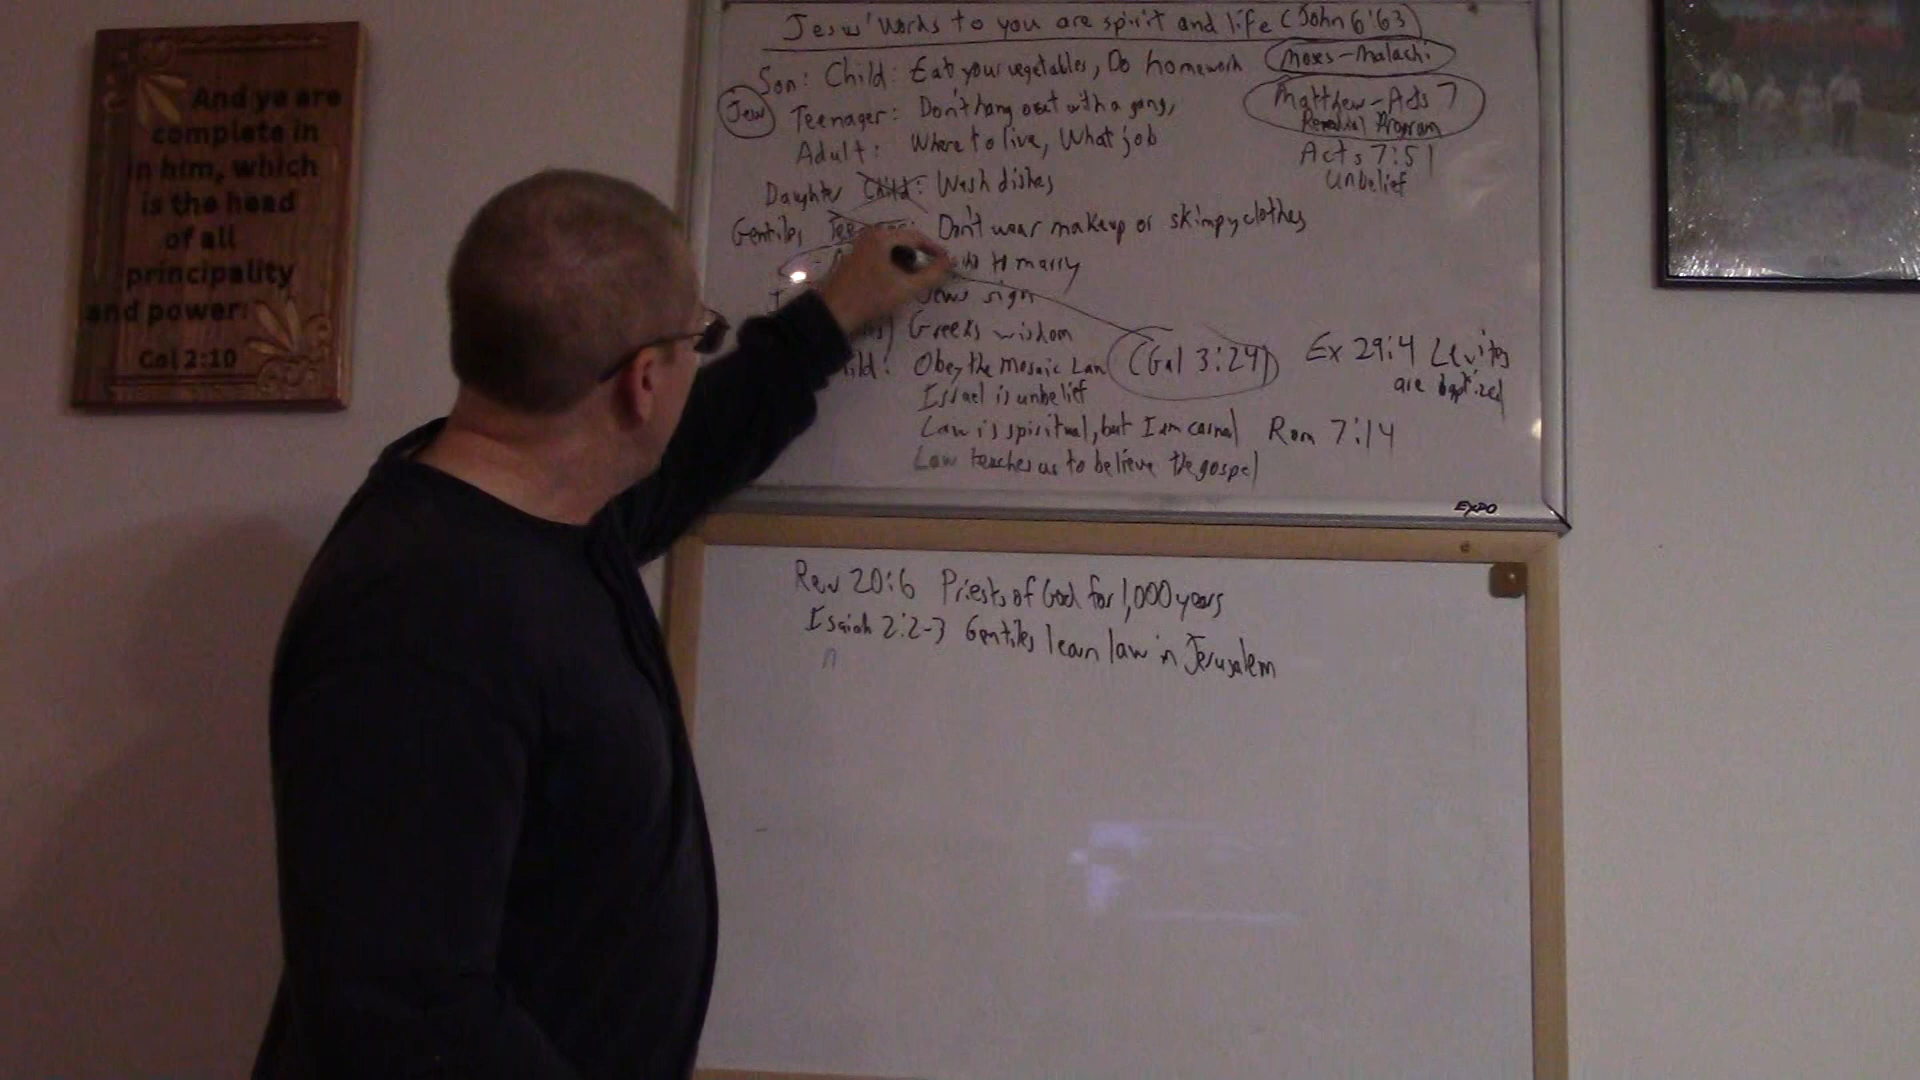 And ye are
complete in
in him, which
is the head
of all
principality
and power:
Col 2:10
Jesus' words to you are spirit and life (John 6:63)
Son: Child: Eat your vegetables, Do homework Moses-Malachi
Jew Teenager: Don't hang out with a gang, Matthew-Acts 7
Remedial Program
Adult: Where to live, What job Acts 7:51
Unbelief
Daughter Child: Wash dishes
Gentiles Don't wear makeup or skimpy clothes
to marry
Jews sign
Greeks wisdom
Obey the Mosaic Law (Gal 3:24) Ex 29:4 Levites
are baptized
Israel is unbelief
Law is spiritual, but I am carnal Rom 7:14
Law teaches us to believe the gospel
EXPO
Rev 20:6 Priests of God for 1,000 years
Isaiah 2:2-3 Gentiles learn law in Jerusalem